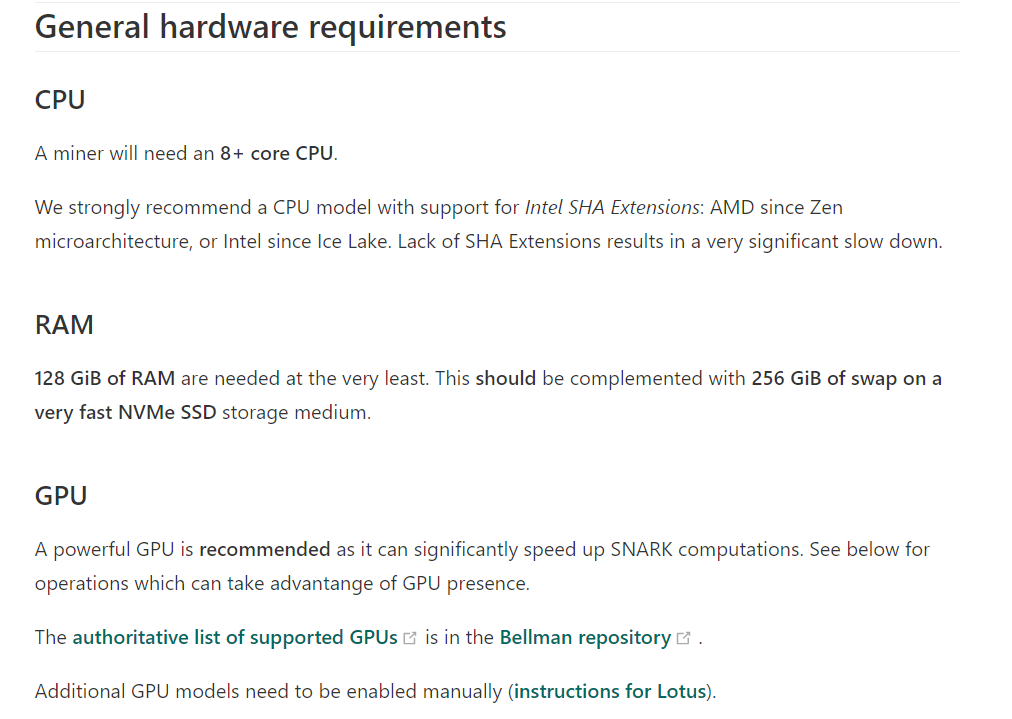 General hardware requirements
CPU
A miner will need an 8+ core CPU.
We strongly recommend a CPU model with support for Intel SHA Extensions: AMD since Zen
microarchitecture, or Intel since Ice Lake. Lack of SHA Extensions results in a very significant slow down.
RAM
128 GiB of RAM are needed at the very least. This should be complemented with 256 GiB of swap on a
very fast NVMe SSD storage medium.
GPU
A powerful GPU is recommended as it can significantly speed up SNARK computations. See below for
operations which can take advantange of GPU presence.
The authoritative list of supported GPUs is in the Bellman repository .
Additional GPU models need to be enabled manually (instructions for Lotus).